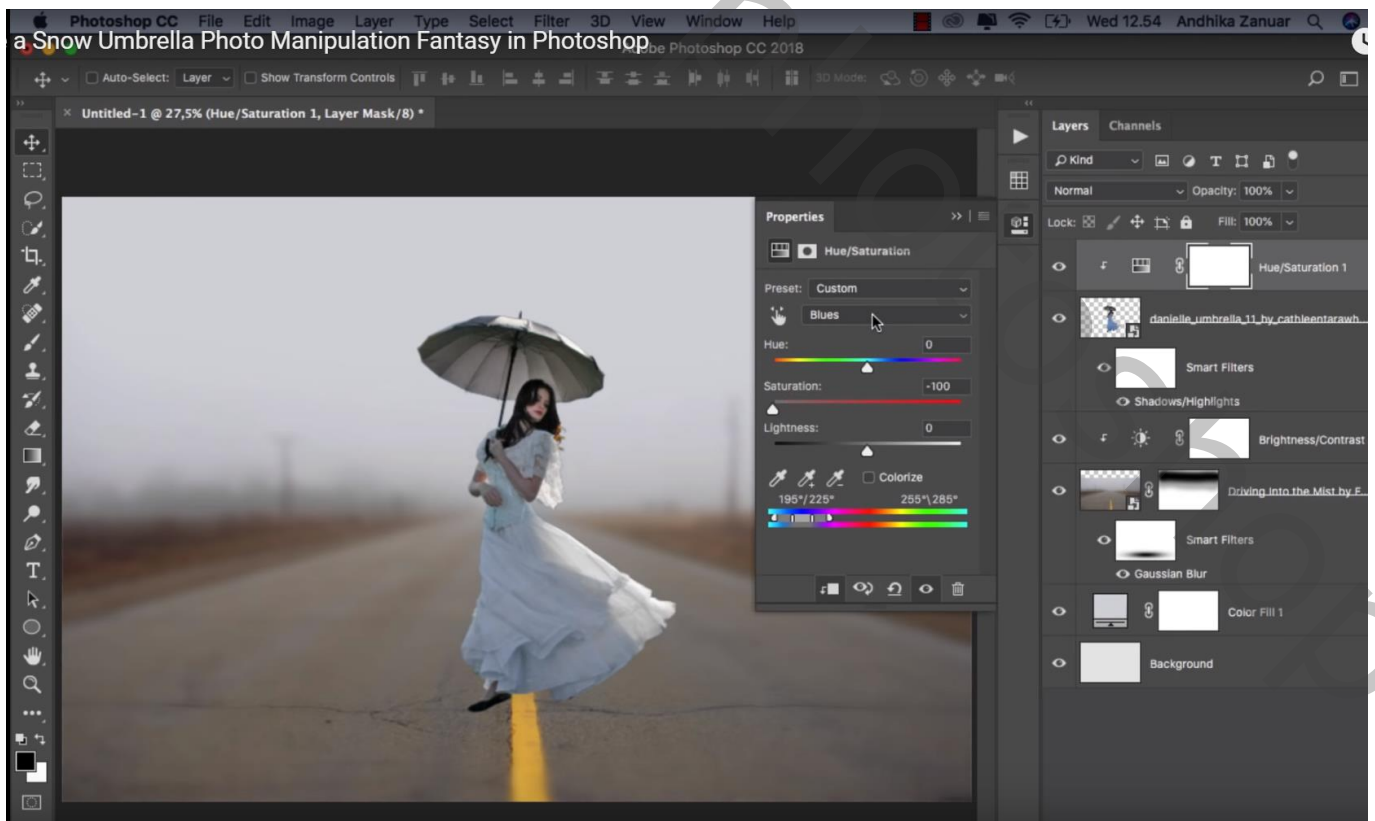 Photoshop CC File Edit Image Layer Type Select Filter 3D View Window Help Wed 12.54 Andhika Zanuar
a Snow Umbrella Photo Manipulation Fantasy in Photoshop
be Photoshop CC 2018
Auto-Select: Layer Show Transform Controls 3D Mode:
Untitled-1 @ 27,5% (Hue/Saturation 1, Layer Mask/8) *
Layers Channels
Kind
Normal Opacity: 100%
Lock: Fill: 100%
Properties
Hue/Saturation
Preset: Custom
Blues
Hue: 0
Saturation: -100
Lightness: 0
Colorize
195°/225° 255°\285°
Hue/Saturation 1
danielle_umbrella_11_by_cathleentarawh...
Smart Filters
Shadows/Highlights
Brightness/Contrast
Driving Into the Mist by F...
Smart Filters
Gaussian Blur
Color Fill 1
Background